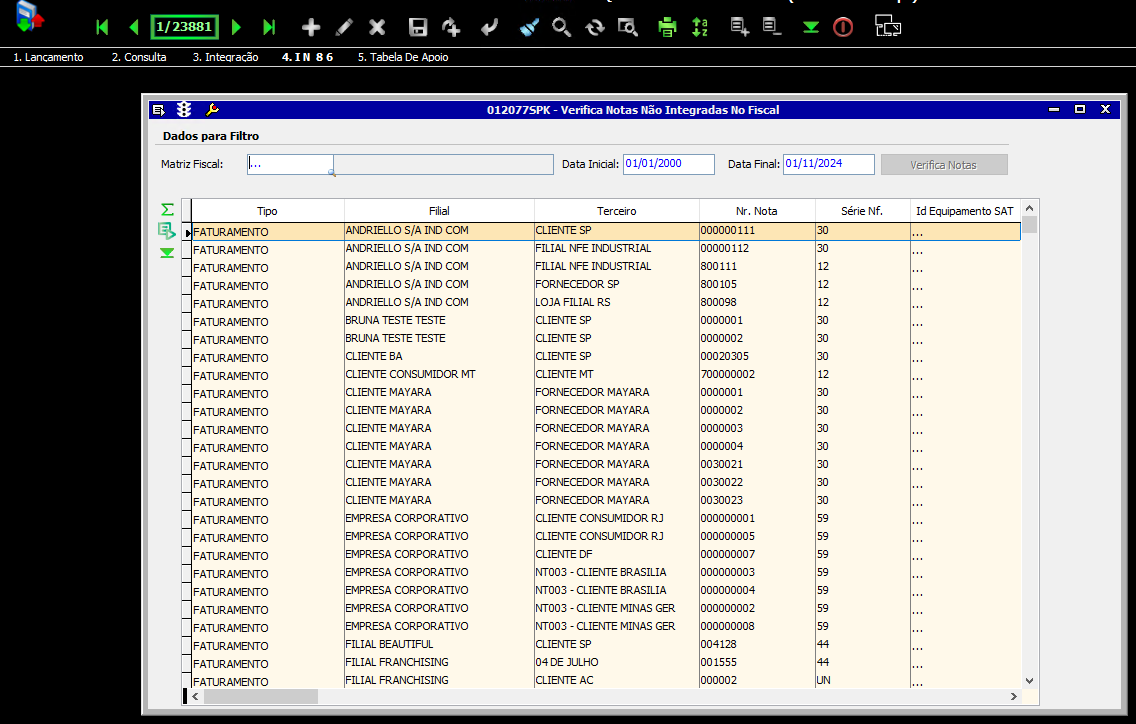 1/23881
1. Lançamento 2. Consulta 3. Integração 4. I N 8 6 5. Tabela De Apoio
012077SPK - Verifica Notas Não Integradas No Fiscal
Dados para Filtro
Matriz Fiscal: ... Data Inicial: 01/01/2000 Data Final: 01/11/2024 Verifica Notas
Tipo Filial Terceiro Nr. Nota Série Nf. Id Equipamento SAT
FATURAMENTO ANDRIELLO S/A IND COM CLIENTE SP 000000111 30 ...
FATURAMENTO ANDRIELLO S/A IND COM FILIAL NFE INDUSTRIAL 00000112 30 ...
FATURAMENTO ANDRIELLO S/A IND COM FILIAL NFE INDUSTRIAL 800111 12 ...
FATURAMENTO ANDRIELLO S/A IND COM FORNECEDOR SP 800105 12 ...
FATURAMENTO ANDRIELLO S/A IND COM LOJA FILIAL RS 800098 12 ...
FATURAMENTO BRUNA TESTE TESTE CLIENTE SP 0000001 30 ...
FATURAMENTO BRUNA TESTE TESTE CLIENTE SP 0000002 30 ...
FATURAMENTO CLIENTE BA CLIENTE SP 00020305 30 ...
FATURAMENTO CLIENTE CONSUMIDOR MT CLIENTE MT 700000002 12 ...
FATURAMENTO CLIENTE MAYARA FORNECEDOR MAYARA 0000001 30 ...
FATURAMENTO CLIENTE MAYARA FORNECEDOR MAYARA 0000002 30 ...
FATURAMENTO CLIENTE MAYARA FORNECEDOR MAYARA 0000003 30 ...
FATURAMENTO CLIENTE MAYARA FORNECEDOR MAYARA 0000004 30 ...
FATURAMENTO CLIENTE MAYARA FORNECEDOR MAYARA 0030021 30 ...
FATURAMENTO CLIENTE MAYARA FORNECEDOR MAYARA 0030022 30 ...
FATURAMENTO CLIENTE MAYARA FORNECEDOR MAYARA 0030023 30 ...
FATURAMENTO EMPRESA CORPORATIVO CLIENTE CONSUMIDOR RJ 000000001 59 ...
FATURAMENTO EMPRESA CORPORATIVO CLIENTE CONSUMIDOR RJ 000000005 59 ...
FATURAMENTO EMPRESA CORPORATIVO CLIENTE DF 000000007 59 ...
FATURAMENTO EMPRESA CORPORATIVO NT003 - CLIENTE BRASILIA 000000003 59 ...
FATURAMENTO EMPRESA CORPORATIVO NT003 - CLIENTE BRASILIA 000000004 59 ...
FATURAMENTO EMPRESA CORPORATIVO NT003 - CLIENTE MINAS GER 000000002 59 ...
FATURAMENTO EMPRESA CORPORATIVO NT003 - CLIENTE MINAS GER 000000008 59 ...
FATURAMENTO FILIAL BEAUTIFUL CLIENTE SP 004128 44 ...
FATURAMENTO FILIAL FRANCHISING 04 DE JULHO 001555 44 ...
FATURAMENTO FILIAL FRANCHISING CLIENTE AC 000002 UN ...